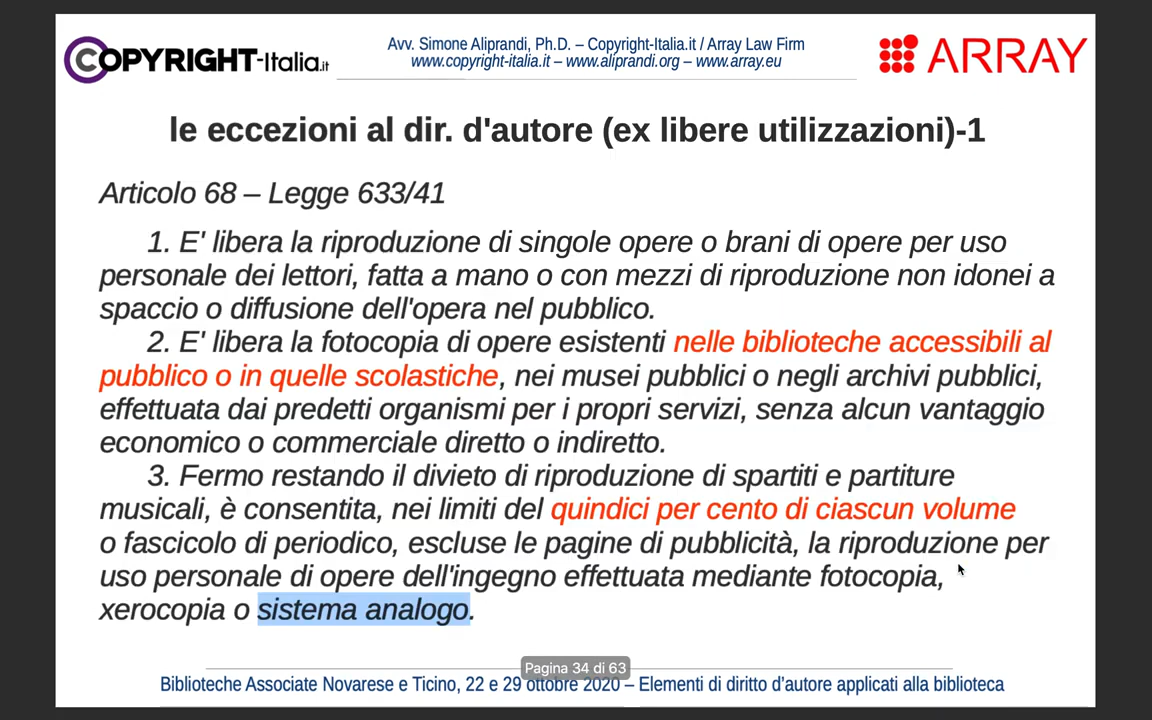 COPYRIGHT-Italia.it
Avv. Simone Aliprandi, Ph.D. – Copyright-Italia.it / Array Law Firm
www.copyright-italia.it – www.aliprandi.org – www.array.eu
ARRAY
le eccezioni al dir. d'autore (ex libere utilizzazioni)-1
Articolo 68 – Legge 633/41
1. E' libera la riproduzione di singole opere o brani di opere per uso
personale dei lettori, fatta a mano o con mezzi di riproduzione non idonei a
spaccio o diffusione dell'opera nel pubblico.
2. E' libera la fotocopia di opere esistenti nelle biblioteche accessibili al
pubblico o in quelle scolastiche, nei musei pubblici o negli archivi pubblici,
effettuata dai predetti organismi per i propri servizi, senza alcun vantaggio
economico o commerciale diretto o indiretto.
3. Fermo restando il divieto di riproduzione di spartiti e partiture
musicali, è consentita, nei limiti del quindici per cento di ciascun volume
o fascicolo di periodico, escluse le pagine di pubblicità, la riproduzione per
uso personale di opere dell'ingegno effettuata mediante fotocopia,
xerocopia o sistema analogo.
Pagina 34 di 63
Biblioteche Associate Novarese e Ticino, 22 e 29 ottobre 2020 – Elementi di diritto d'autore applicati alla biblioteca